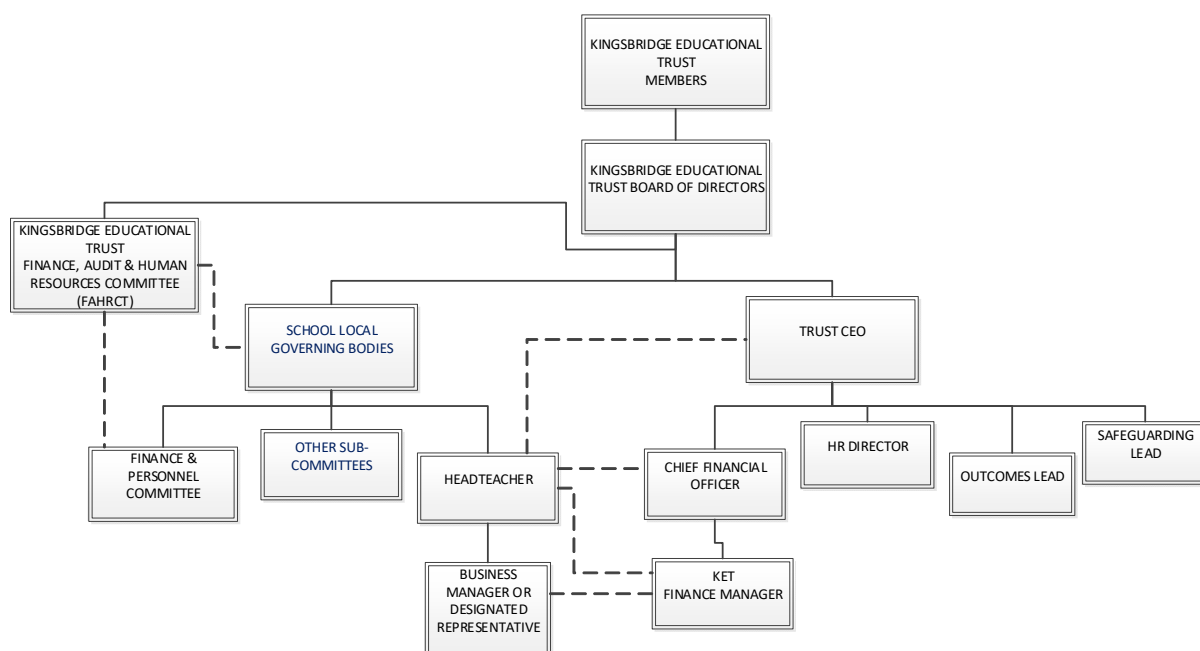 KINGSBRIDGE EDUCATIONAL
TRUST
MEMBERS
KINGSBRIDGE EDUCATIONAL
TRUST BOARD OF DIRECTORS
KINGSBRIDGE EDUCATIONAL
TRUST
FINANCE, AUDIT & HUMAN
RESOURCES COMMITTEE
(FAHRCT)
SCHOOL LOCAL
GOVERNING BODIES
TRUST CEO
FINANCE &
PERSONNEL
COMMITTEE
OTHER SUB-
COMMITTEES
HEADTEACHER
CHIEF FINANCIAL
OFFICER
HR DIRECTOR
OUTCOMES LEAD
SAFEGUARDING
LEAD
BUSINESS
MANAGER OR
DESIGNATED
REPRESENTATIVE
KET
FINANCE MANAGER